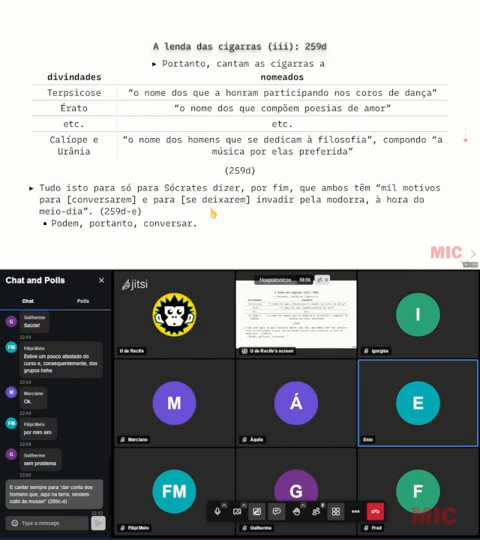 A lenda das cigarras (iii): 259d
▸ Portanto, cantam as cigarras a
divindades nomeados
Terpsicose "o nome dos que a honram participando nos coros de dança"
Érato "o nome dos que compõem poesias de amor"
etc. etc.
Calíope e Urânia "o nome dos homens que se dedicam à filosofia", compondo "a música por elas preferida"
(259d)
▸ Tudo isto para só para Sócrates dizer, por fim, que ambos têm "mil motivos
para [conversarem] e para [se deixarem] invadir pela modorra, à hora do
meio-dia". (259d-e)
▪ Podem, portanto, conversar.
MIC
Chat and Polls
Chat Polls
Guilherme
Saúde!
22:48
Filipi Melo
Estive um pouco afastado do
curso e, consequentemente, dos
grupos hehe
22:48
Marciano
Ok.
22:49
Filipi Melo
por mim sim
22:49
Guilherme
sem problema
22:50
E cantar sempre para "dar conta dos
homens que, aqui na terra, rendem
culto às musas" (259c-d)
22:52
Type a message
jitsi
U de Recife
Neoplatonicos
U de Recife's screen
I
igorgiao
M
Marciano
Á
Áquila
E
Enio
FM
Filipi Melo
G
Guilherme
F
Fred
MIC